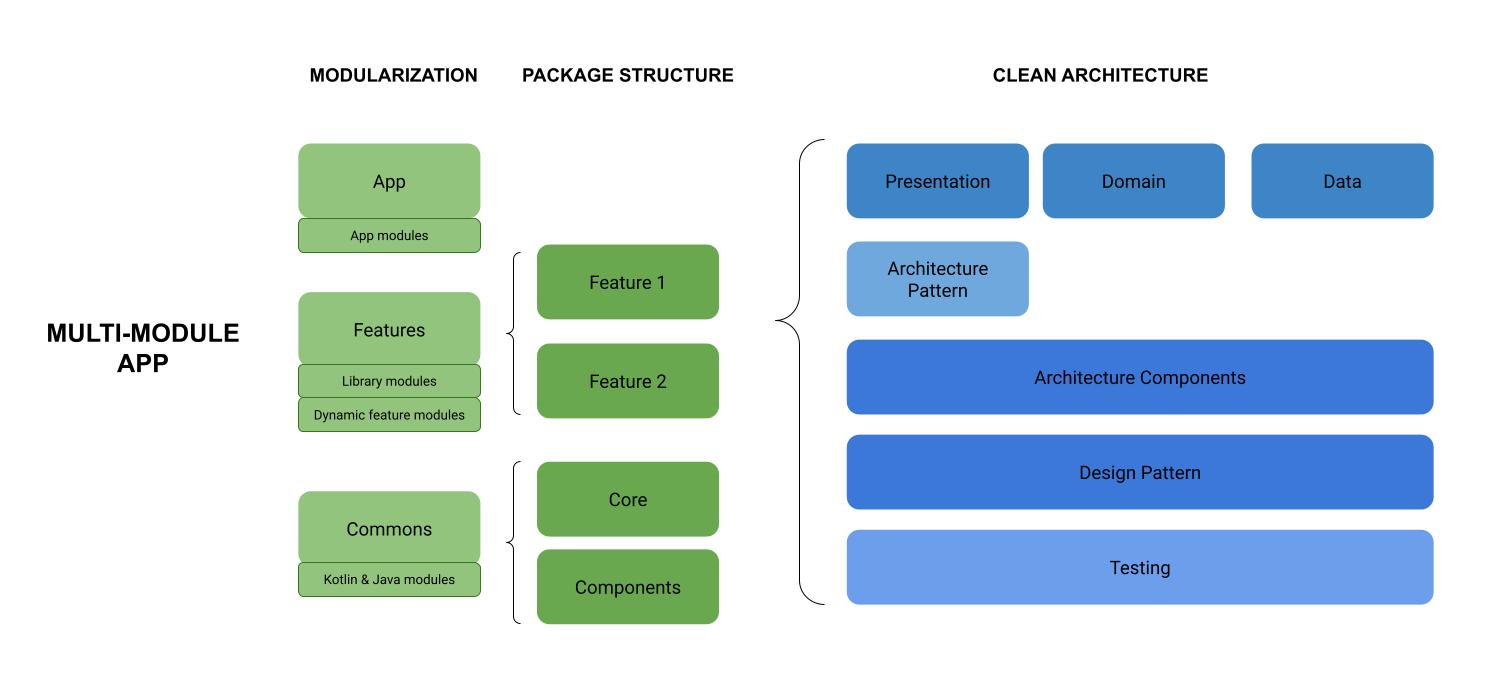 MODULARIZATION
PACKAGE STRUCTURE
CLEAN ARCHITECTURE
MULTI-MODULE
APP
App
App modules
Features
Library modules
Dynamic feature modules
Commons
Kotlin & Java modules
Feature 1
Feature 2
Core
Components
Presentation
Domain
Data
Architecture
Pattern
Architecture Components
Design Pattern
Testing